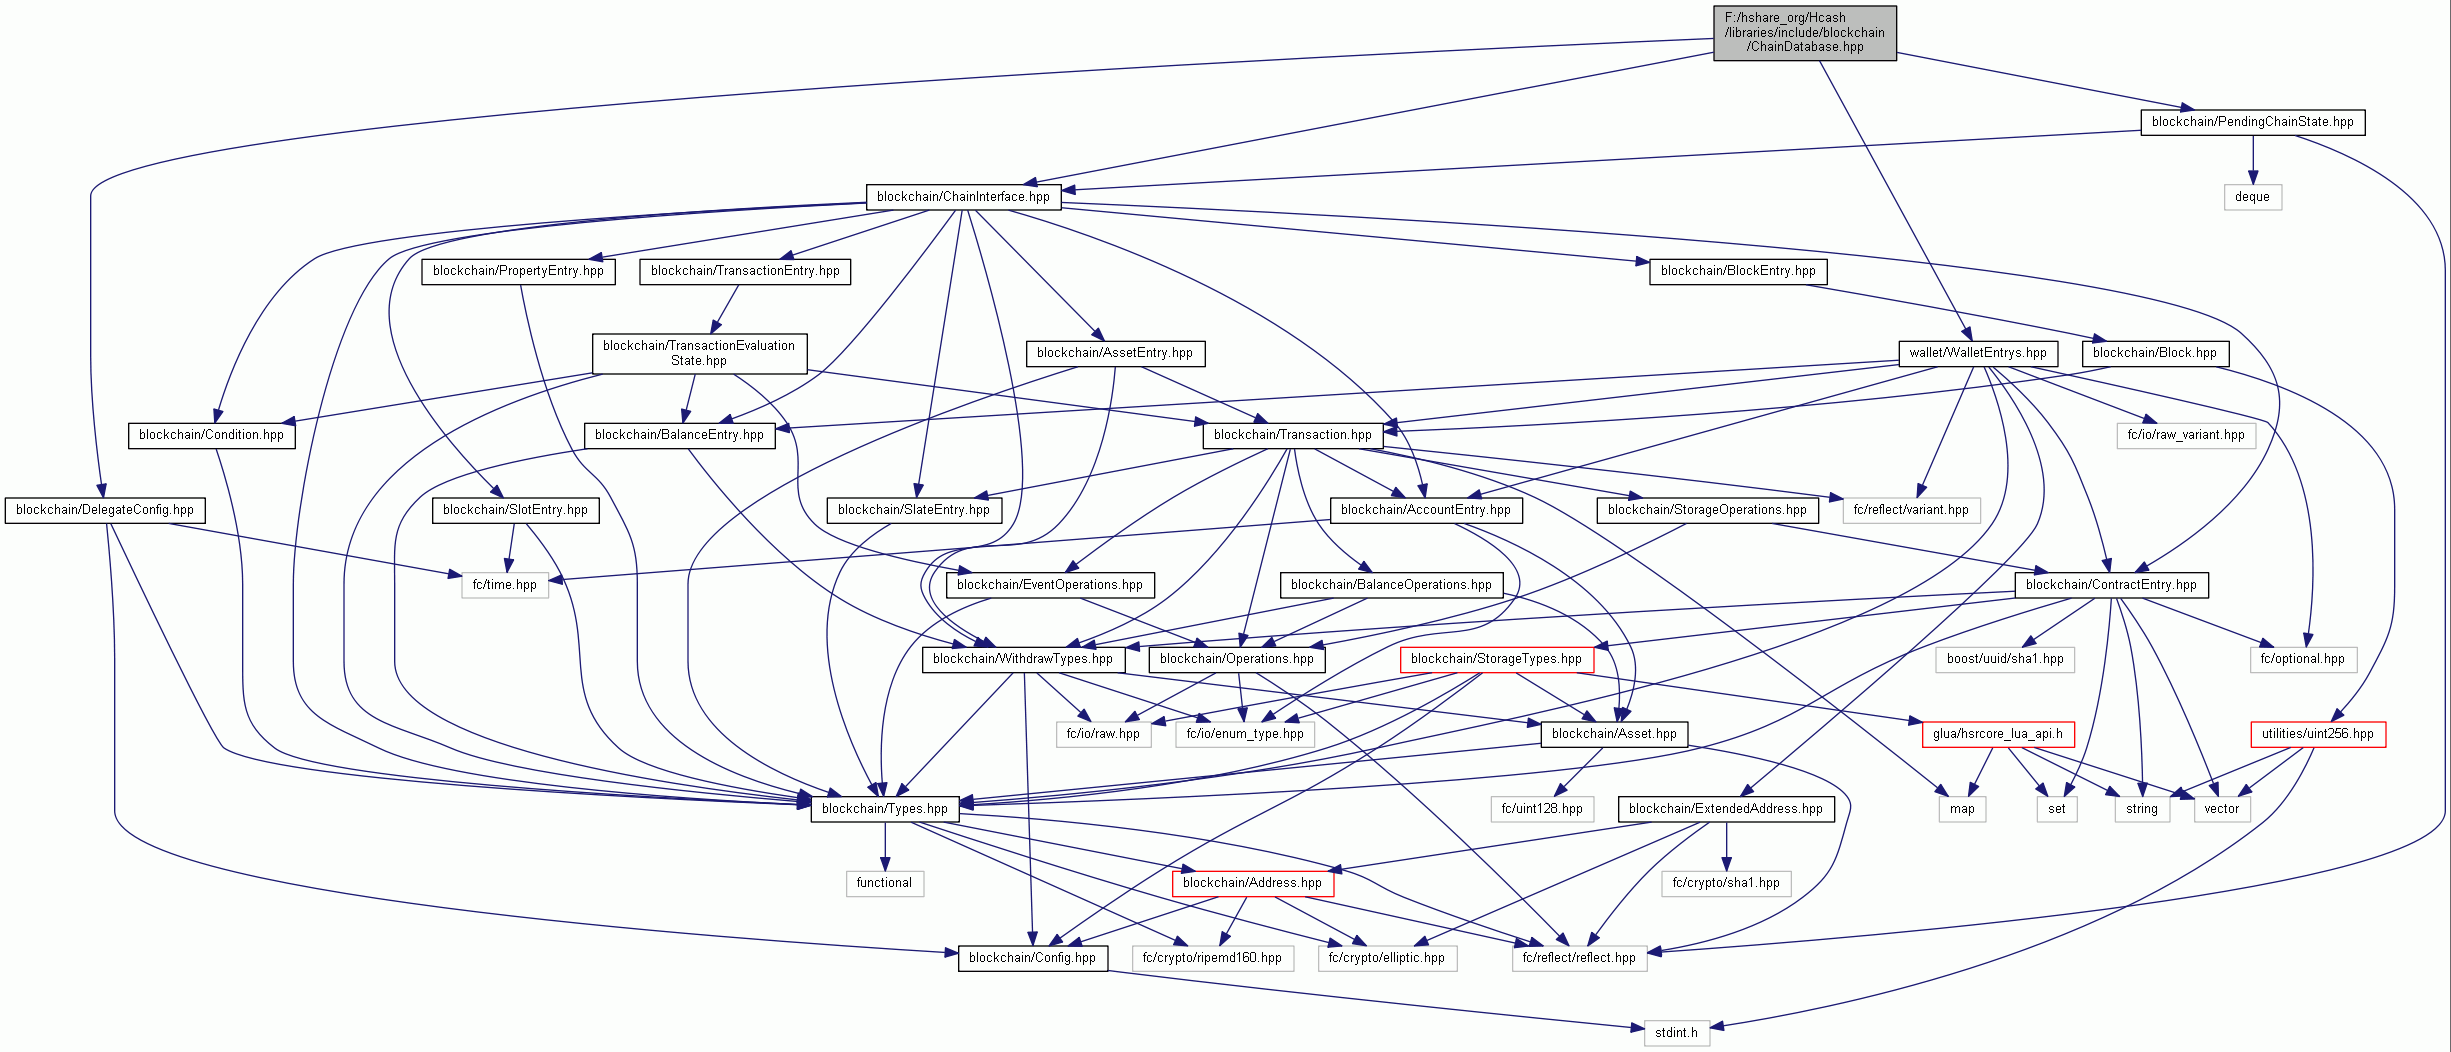 F:/hshare_org/Hcash
/libraries/include/blockchain
/ChainDatabase.hpp
blockchain/PendingChainState.hpp
blockchain/ChainInterface.hpp
deque
blockchain/PropertyEntry.hpp
blockchain/TransactionEntry.hpp
blockchain/BlockEntry.hpp
blockchain/TransactionEvaluation
State.hpp
blockchain/AssetEntry.hpp
wallet/WalletEntrys.hpp
blockchain/Block.hpp
blockchain/Condition.hpp
blockchain/BalanceEntry.hpp
blockchain/Transaction.hpp
fc/io/raw_variant.hpp
blockchain/DelegateConfig.hpp
blockchain/SlotEntry.hpp
blockchain/SlateEntry.hpp
blockchain/AccountEntry.hpp
blockchain/StorageOperations.hpp
fc/reflect/variant.hpp
fc/time.hpp
blockchain/EventOperations.hpp
blockchain/BalanceOperations.hpp
blockchain/ContractEntry.hpp
blockchain/WithdrawTypes.hpp
blockchain/Operations.hpp
blockchain/StorageTypes.hpp
boost/uuid/sha1.hpp
fc/optional.hpp
fc/io/raw.hpp
fc/io/enum_type.hpp
blockchain/Asset.hpp
glua/hsrcore_lua_api.h
utilities/uint256.hpp
blockchain/Types.hpp
fc/uint128.hpp
blockchain/ExtendedAddress.hpp
map
set
string
vector
functional
blockchain/Address.hpp
fc/crypto/sha1.hpp
blockchain/Config.hpp
fc/crypto/ripemd160.hpp
fc/crypto/elliptic.hpp
fc/reflect/reflect.hpp
stdint.h